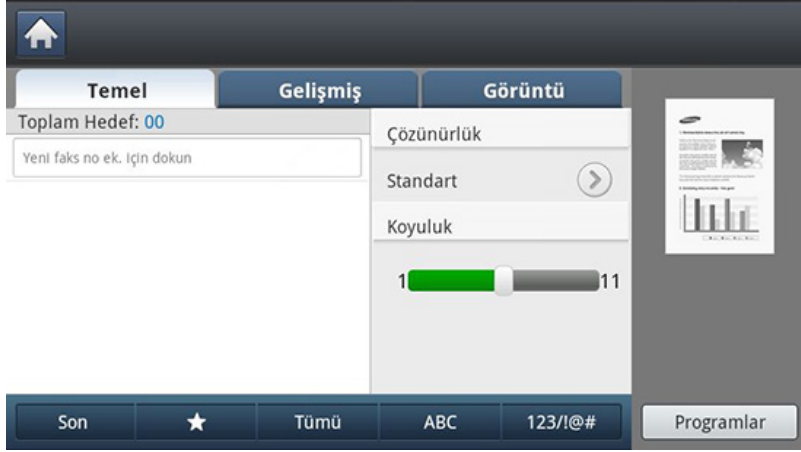 Temel
Gelişmiş
Görüntü
Toplam Hedef: 00
Yeni faks no ek. için dokun
Çözünürlük
Standart
Koyuluk
1
11
Son
★
Tümü
ABC
123/!@#
Programlar